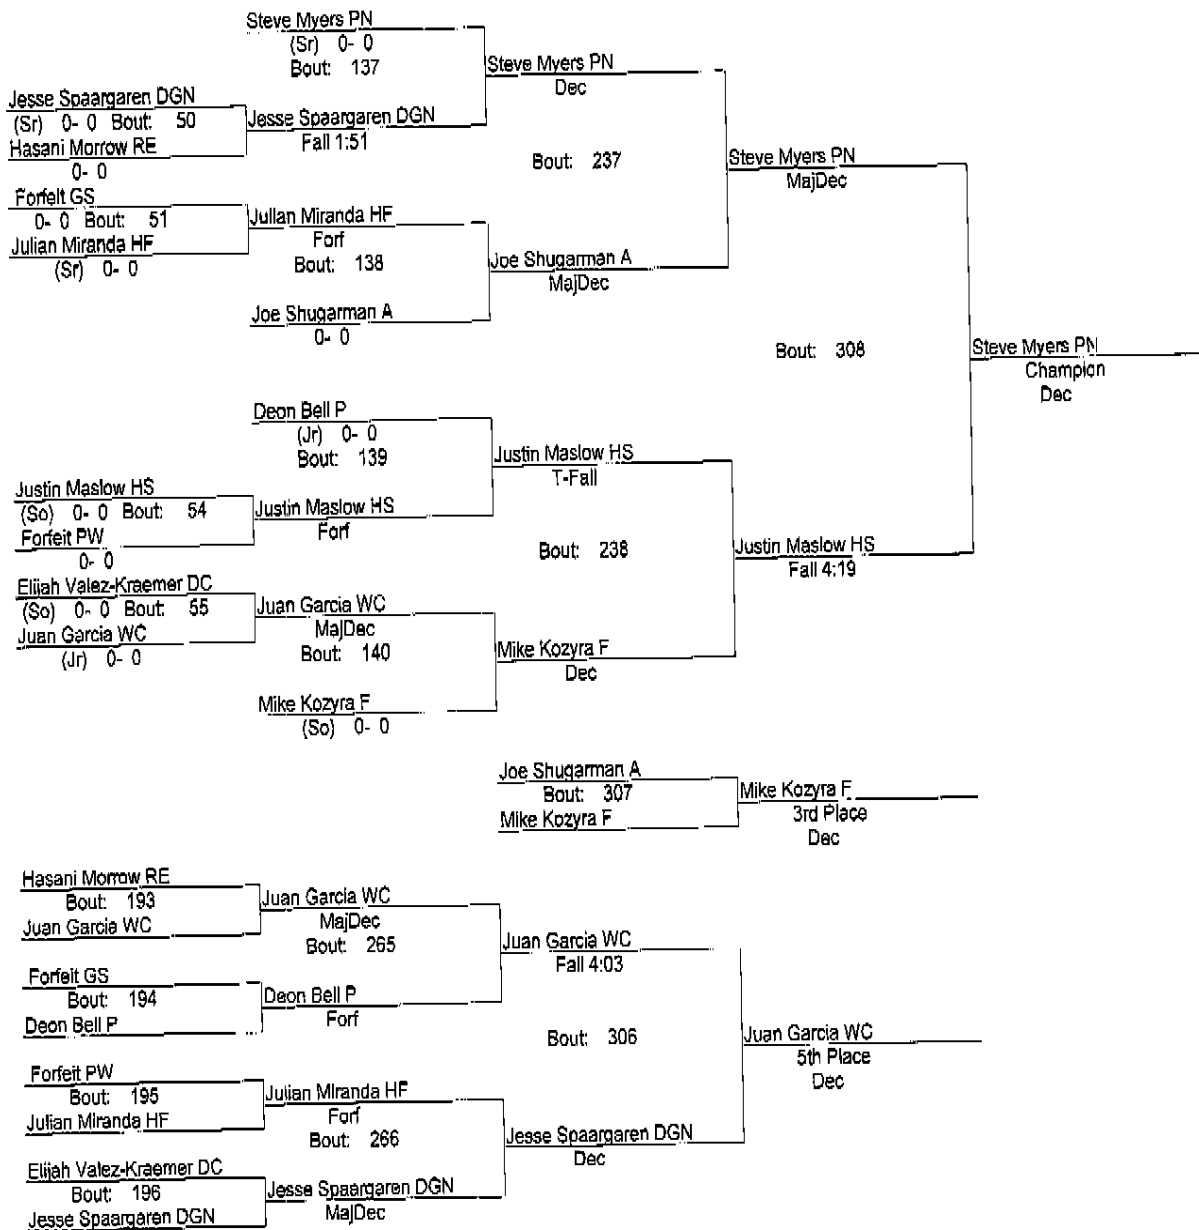 Steve Myers PN
(Sr) 0- 0
Bout: 137
Steve Myers PN
Dec
Jesse Spaargaren DGN
(Sr) 0- 0 Bout: 50
Jesse Spaargaren DGN
Fall 1:51
Hasani Morrow RE
0- 0
Bout: 237
Steve Myers PN
MajDec
Forfeit GS
0- 0 Bout: 51
Julian Miranda HF
Forf
Julian Miranda HF
(Sr) 0- 0
Bout: 138
Joe Shugarman A
MajDec
Joe Shugarman A
0- 0
Bout: 308
Steve Myers PN
Champion
Dec
Deon Bell P
(Jr) 0- 0
Bout: 139
Justin Maslow HS
T-Fall
Justin Maslow HS
(So) 0- 0 Bout: 54
Justin Maslow HS
Forf
Forfeit PW
0- 0
Bout: 238
Justin Maslow HS
Fall 4:19
Elijah Valez-Kraemer DC
(So) 0- 0 Bout: 55
Juan Garcia WC
MajDec
Juan Garcia WC
(Jr) 0- 0
Bout: 140
Mike Kozyra F
Dec
Mike Kozyra F
(So) 0- 0
Joe Shugarman A
Bout: 307
Mike Kozyra F
Mike Kozyra F
3rd Place
Dec
Hasani Morrow RE
Bout: 193
Juan Garcia WC
Juan Garcia WC
MajDec
Bout: 265
Juan Garcia WC
Fall 4:03
Forfeit GS
Bout: 194
Deon Bell P
Deon Bell P
Forf
Bout: 306
Juan Garcia WC
5th Place
Dec
Forfeit PW
Bout: 195
Julian Miranda HF
Julian Miranda HF
Forf
Bout: 266
Jesse Spaargaren DGN
Dec
Elijah Valez-Kraemer DC
Bout: 196
Jesse Spaargaren DGN
Jesse Spaargaren DGN
MajDec